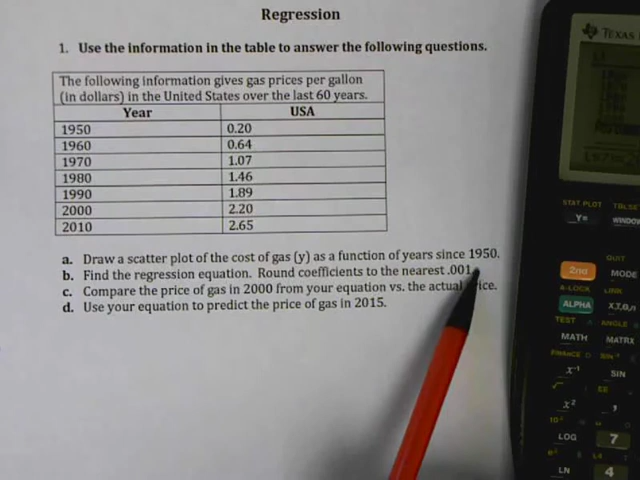 Regression
1. Use the information in the table to answer the following questions.
The following information gives gas prices per gallon
(in dollars) in the United States over the last 60 years.
Year USA
1950 0.20
1960 0.64
1970 1.07
1980 1.46
1990 1.89
2000 2.20
2010 2.65
a. Draw a scatter plot of the cost of gas (y) as a function of years since 1950.
b. Find the regression equation. Round coefficients to the nearest .001
c. Compare the price of gas in 2000 from your equation vs. the actual
d. Use your equation to predict the price of gas in 2015.
TEXAS
STAT PLOT
Y=
WINDOW
QUIT
2nd MODE
A-LOCK LINK
ALPHA X,T,θ,n
TEST A ANGLE
MATH MATRX
SIN
x²
LOG 7
LN 4